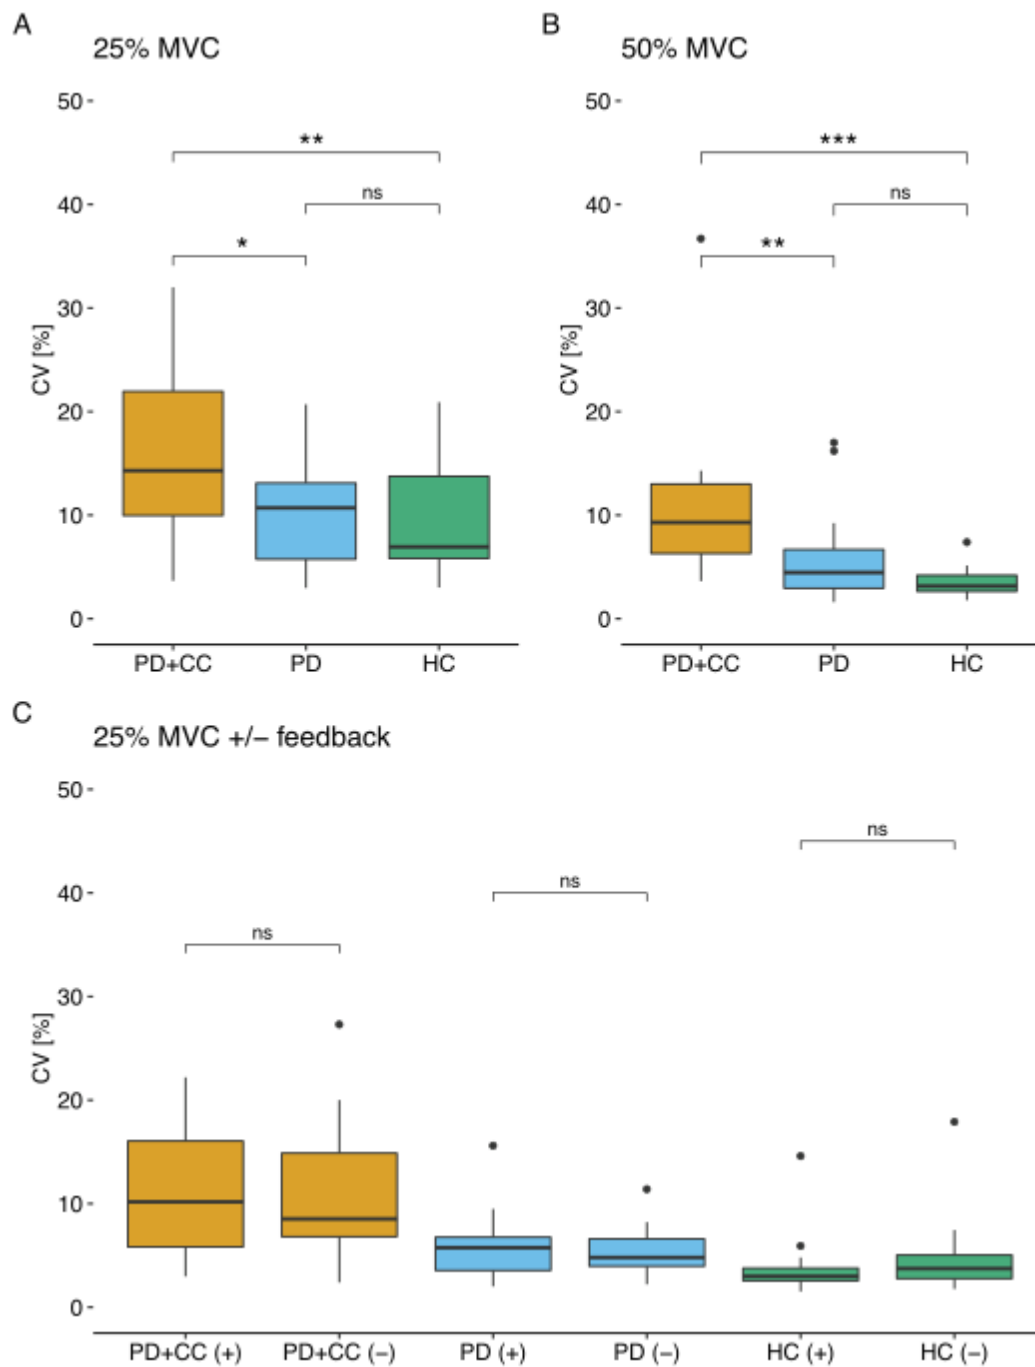 A
25% MVC
50
40
30
20
10
0
CV [%]
**
ns
*
PD+CC PD HC
B
50% MVC
50
40
30
20
10
0
CV [%]
***
ns
**
PD+CC PD HC
C
25% MVC +/− feedback
50
40
30
20
10
0
CV [%]
ns
ns
ns
PD+CC (+) PD+CC (−) PD (+) PD (−) HC (+) HC (−)